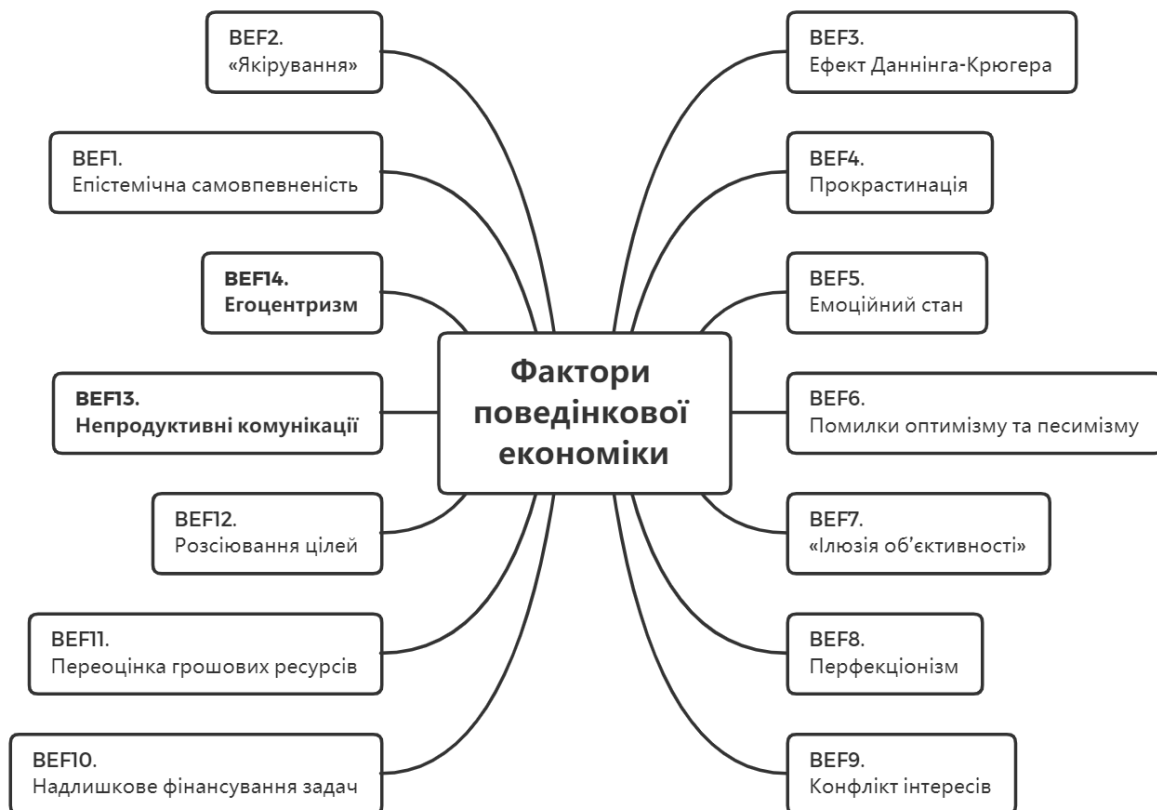 BEF2.
«Якірування»
BEF1.
Епістемічна самовпевненість
BEF14.
Егоцентризм
BEF13.
Непродуктивні комунікації
BEF12.
Розсіювання цілей
BEF11.
Переоцінка грошових ресурсів
BEF10.
Надлишкове фінансування задач
Фактори
поведінкової
економіки
BEF3.
Ефект Даннінга-Крюгера
BEF4.
Прокрастинація
BEF5.
Емоційний стан
BEF6.
Помилки оптимізму та песимізму
BEF7.
«Ілюзія об’єктивності»
BEF8.
Перфекціонізм
BEF9.
Конфлікт інтересів